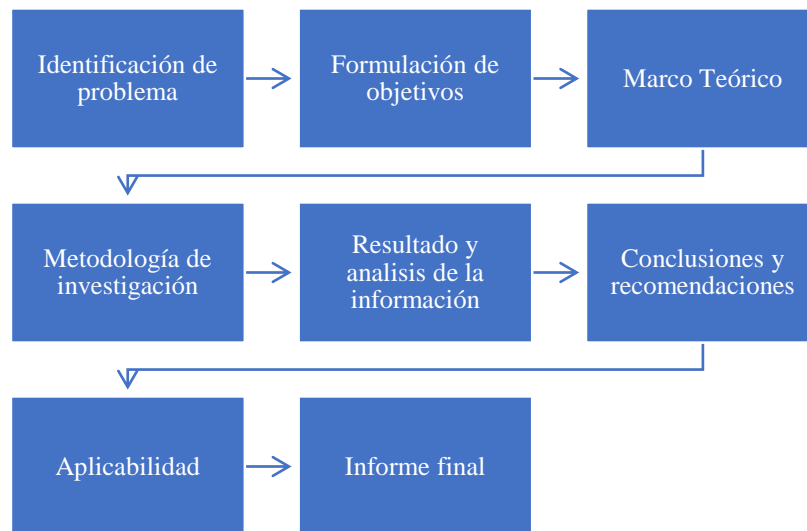 Identificación de
problema
Formulación de
objetivos
Marco Teórico
Metodología de
investigación
Resultado y
analisis de la
información
Conclusiones y
recomendaciones
Aplicabilidad
Informe final